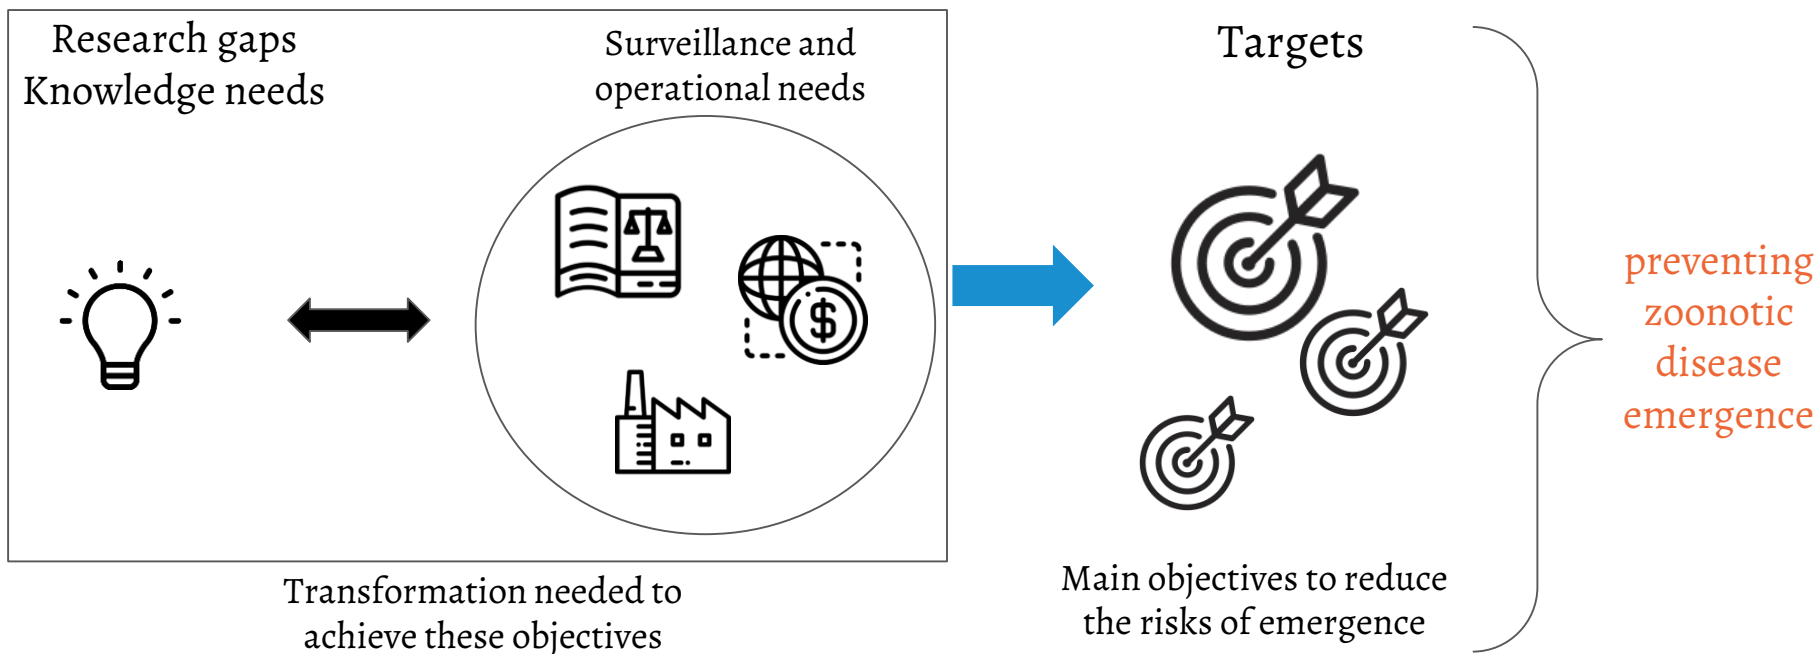 Research gaps
Knowledge needs
Surveillance and
operational needs
Targets
$
preventing
zoonotic
disease
emergence
Transformation needed to
achieve these objectives
Main objectives to reduce
the risks of emergence